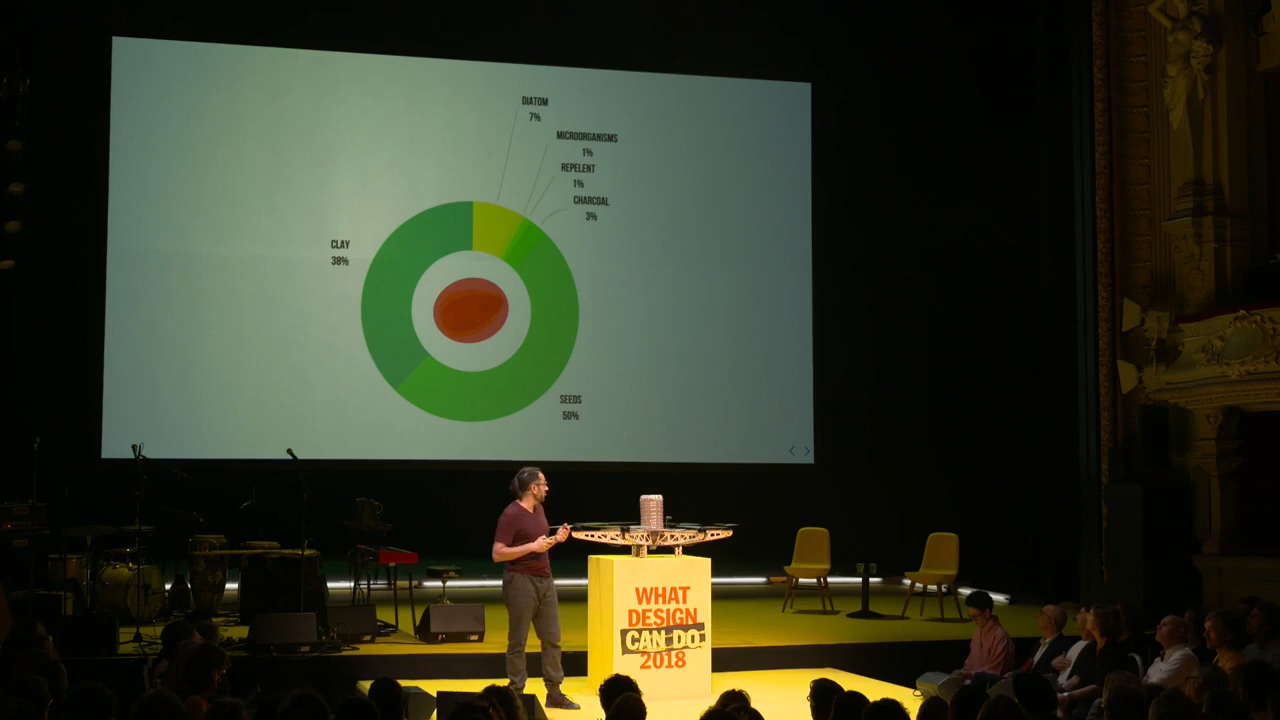 DIATOM
7%
MICROORGANISMS
1%
REPELENT
1%
CHARCOAL
3%
CLAY
38%
SEEDS
50%
WHAT
DESIGN
CAN DO
2018